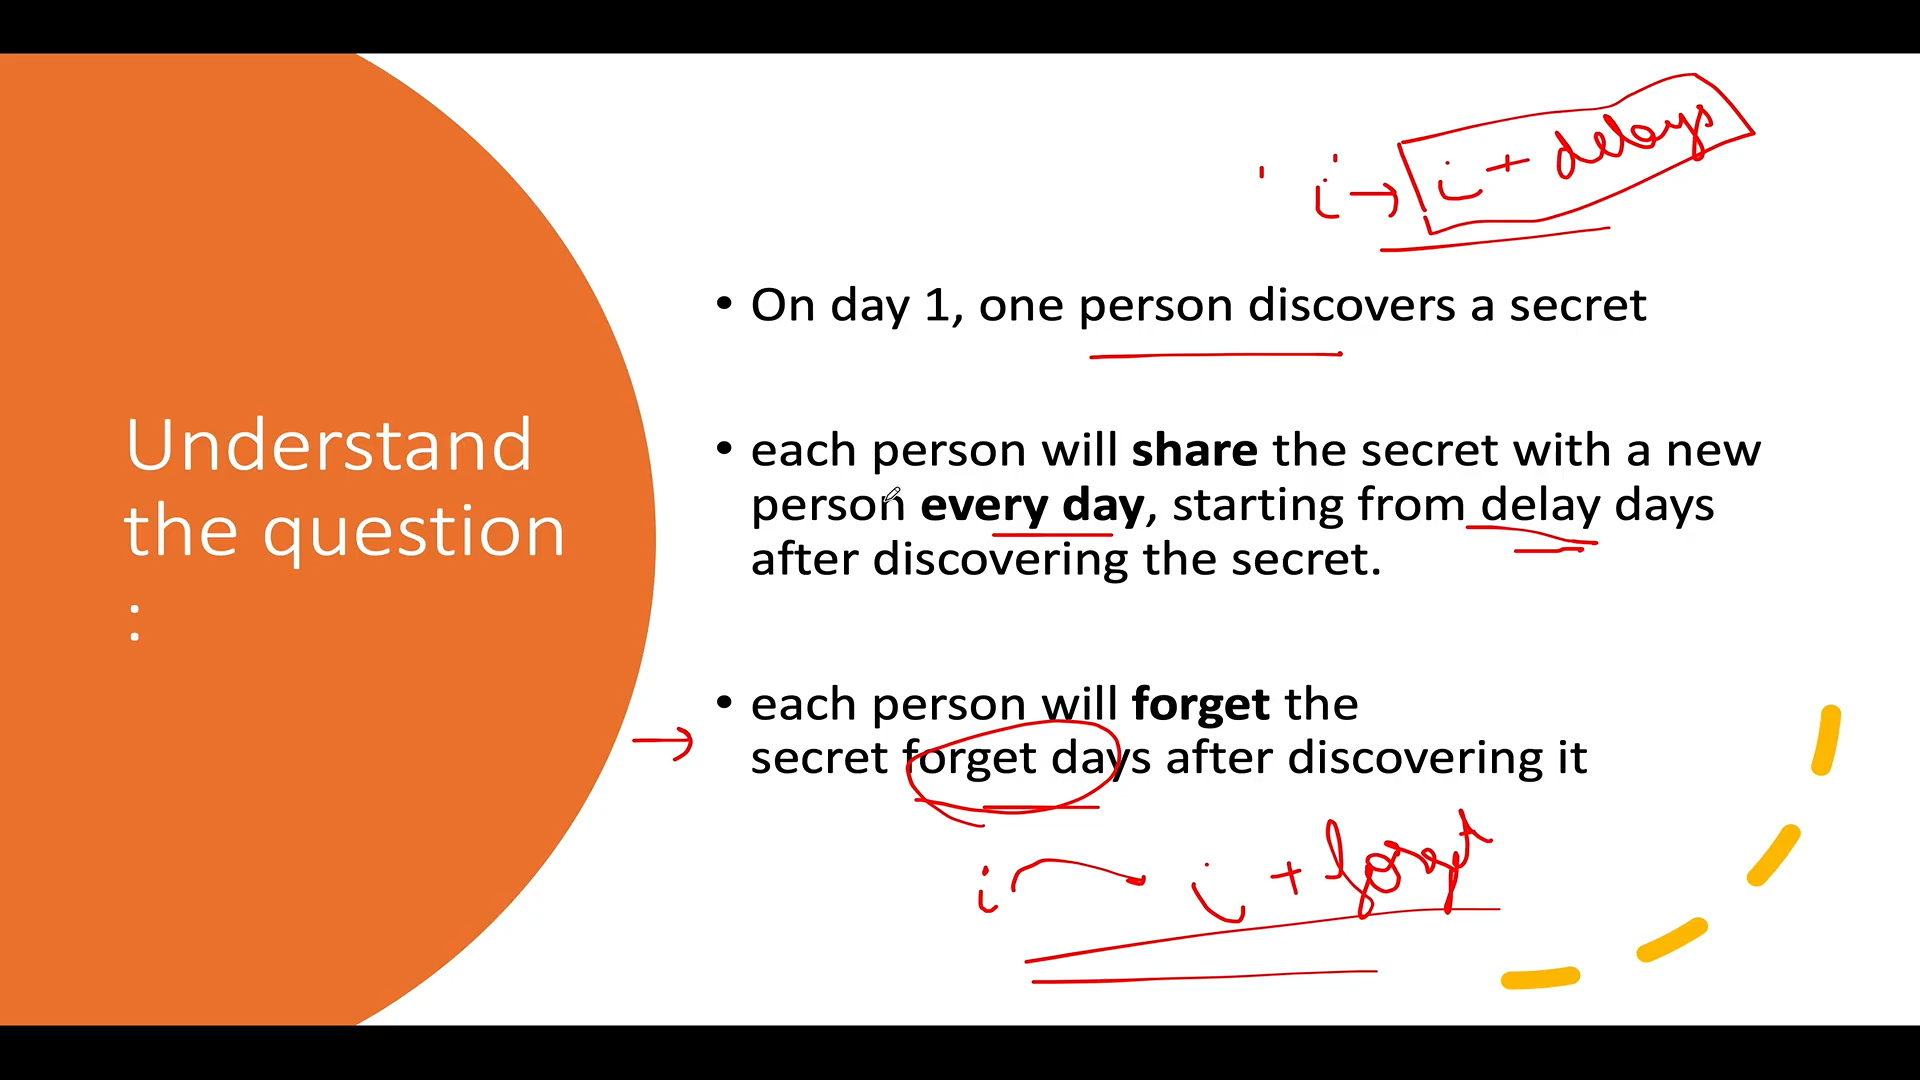 i → i + delays
• On day 1, one person discovers a secret
• each person will share the secret with a new
person every day, starting from delay days
after discovering the secret.
Understand
the question
:
• each person will forget the
secret forget days after discovering it
i i + forget